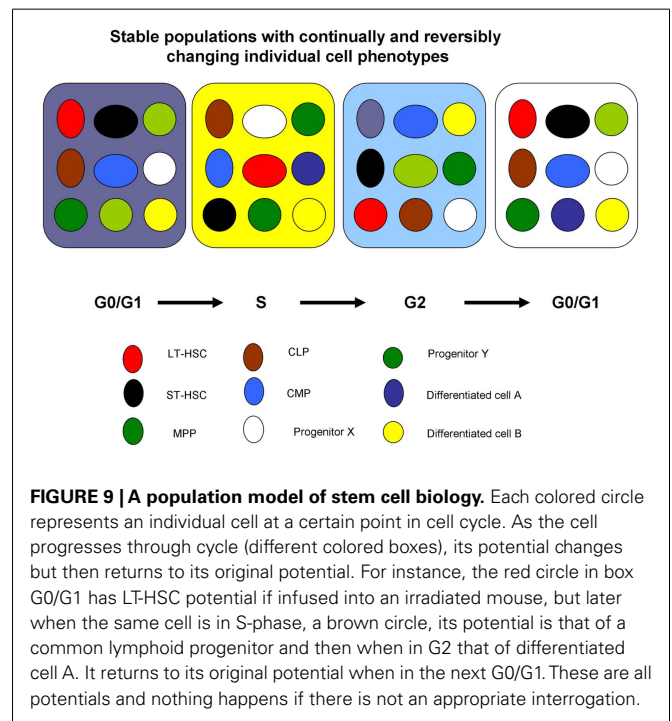 Stable populations with continually and reversibly
changing individual cell phenotypes
G0/G1 S G2 G0/G1
LT-HSC CLP Progenitor Y
ST-HSC CMP Differentiated cell A
MPP Progenitor X Differentiated cell B
FIGURE 9 | A population model of stem cell biology. Each colored circle
represents an individual cell at a certain point in cell cycle. As the cell
progresses through cycle (different colored boxes), its potential changes
but then returns to its original potential. For instance, the red circle in box
G0/G1 has LT-HSC potential if infused into an irradiated mouse, but later
when the same cell is in S-phase, a brown circle, its potential is that of a
common lymphoid progenitor and then when in G2 that of differentiated
cell A. It returns to its original potential when in the next G0/G1. These are all
potentials and nothing happens if there is not an appropriate interrogation.